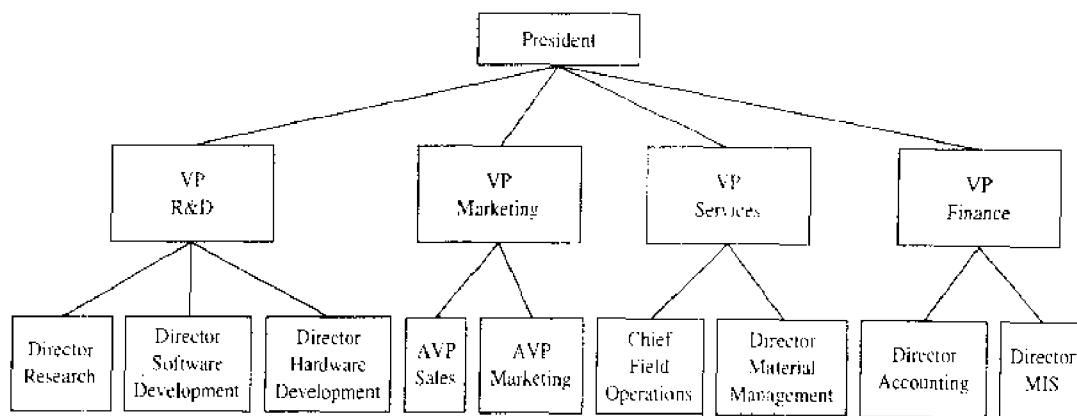 President
VP
R&D
VP
Marketing
VP
Services
VP
Finance
Director
Research
Director
Software
Development
Director
Hardware
Development
AVP
Sales
AVP
Marketing
Chief
Field
Operations
Director
Material
Management
Director
Accounting
Director
MIS